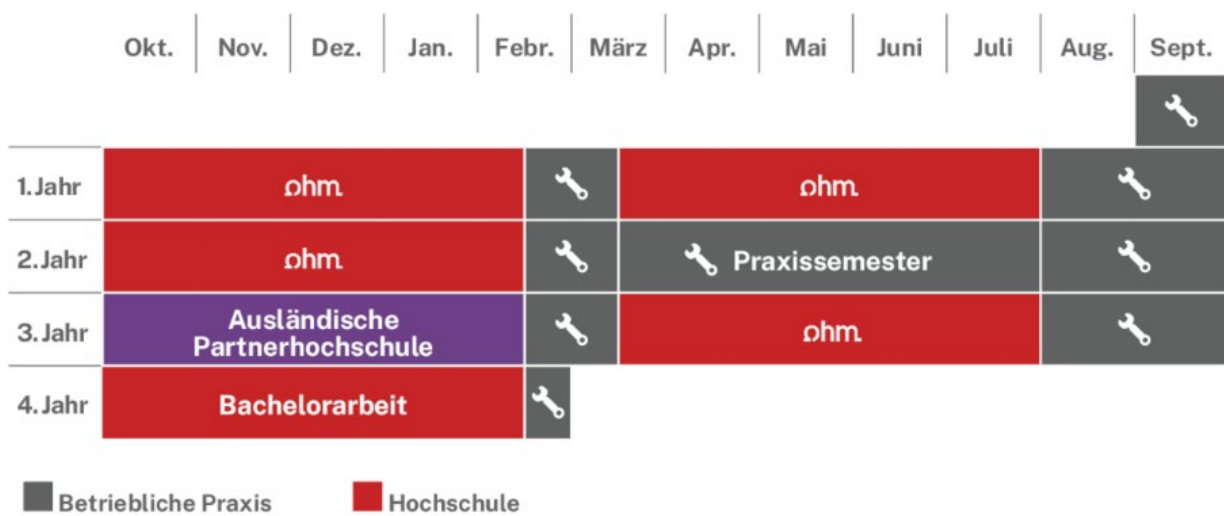 Okt. Nov. Dez. Jan. Febr. März Apr. Mai Juni Juli Aug. Sept.
1. Jahr ohm ohm
2. Jahr ohm Praxissemester
3. Jahr Ausländische Partnerhochschule ohm
4. Jahr Bachelorarbeit
Betriebliche Praxis Hochschule